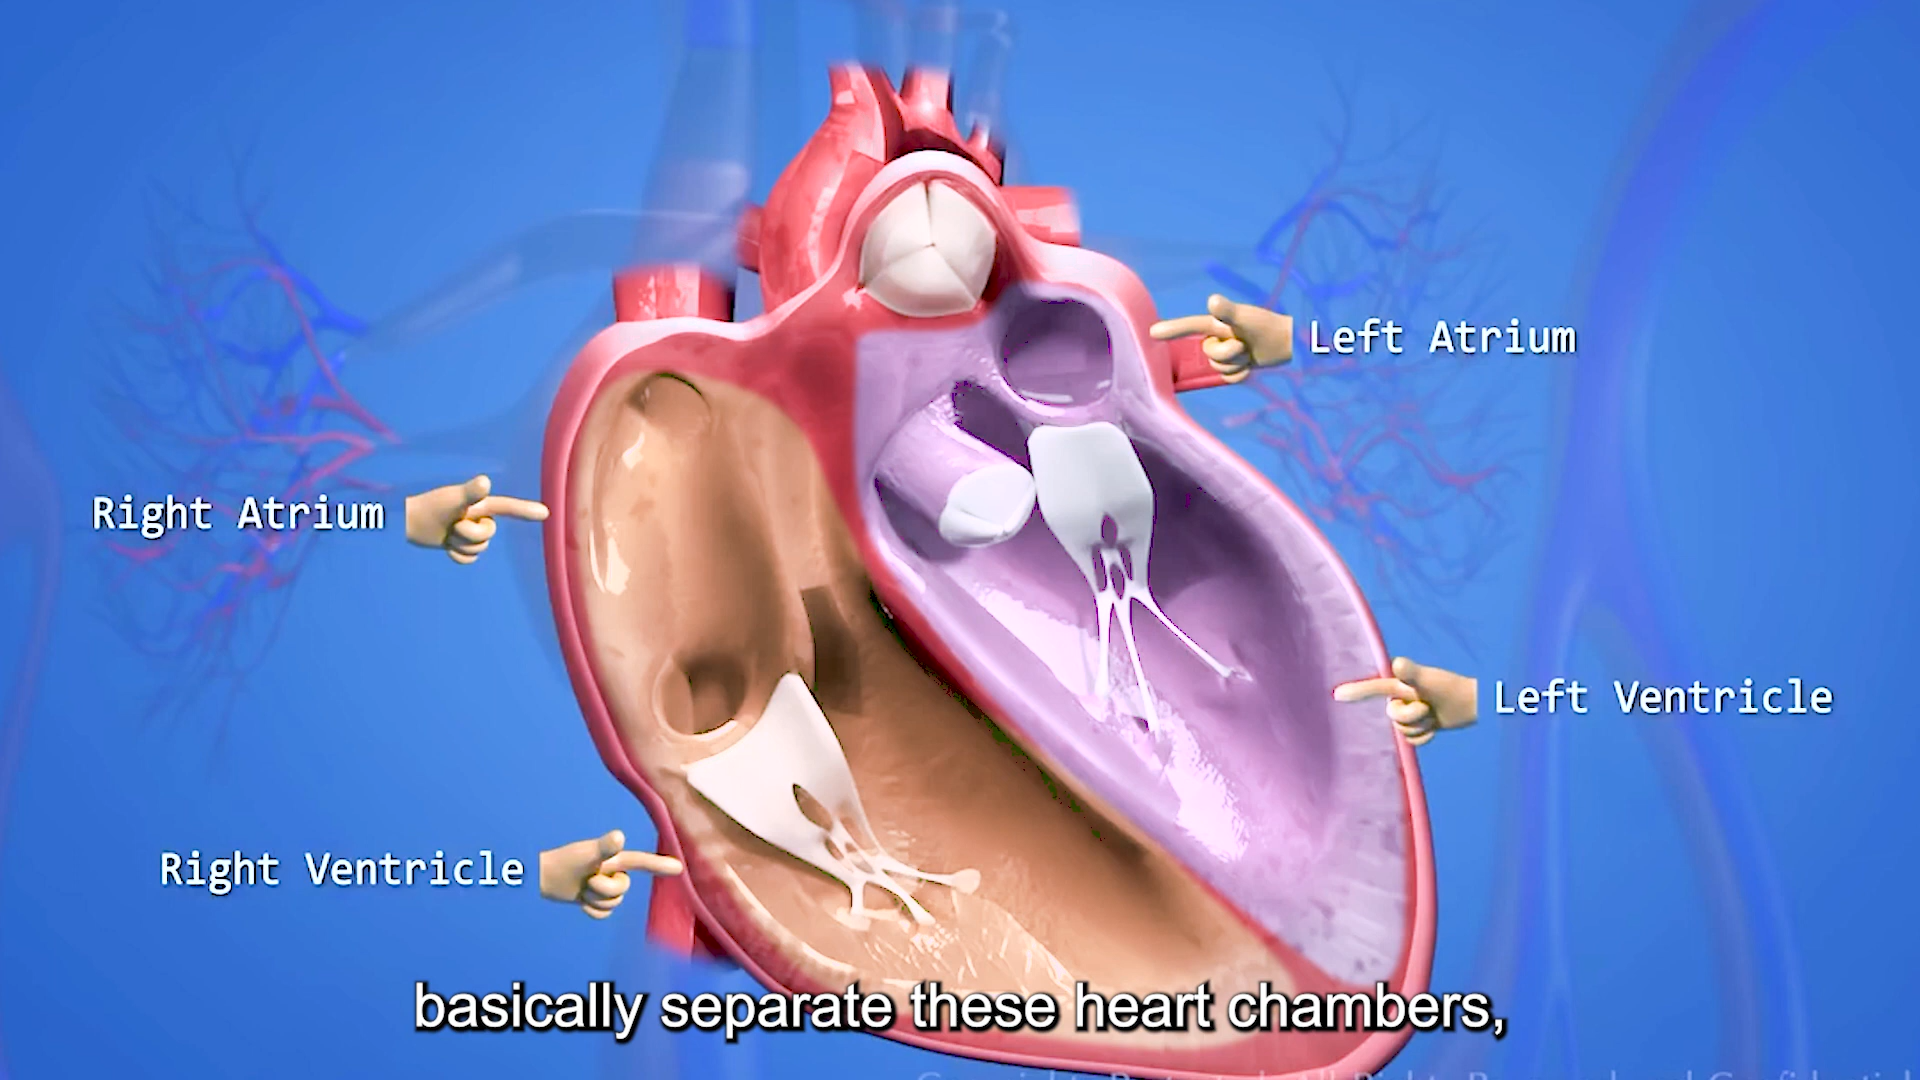 Left Atrium
Right Atrium
Left Ventricle
Right Ventricle
basically separate these heart chambers,